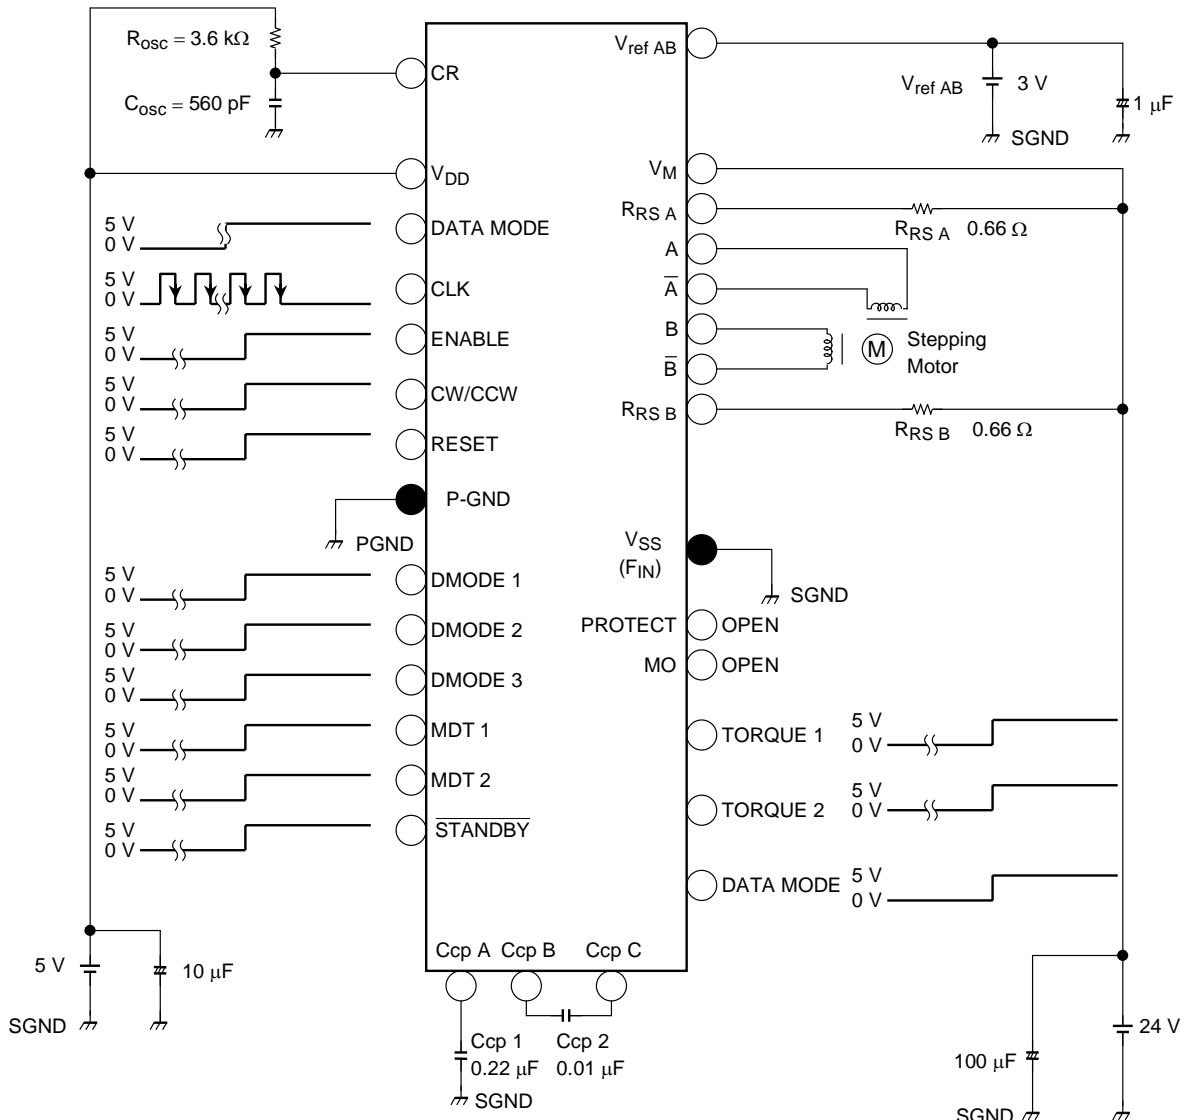 R_OSC = 3.6 kΩ
C_OSC = 560 pF
CR
V_DD
5 V
0 V
DATA MODE
5 V
0 V
CLK
5 V
0 V
ENABLE
5 V
0 V
CW/CCW
5 V
0 V
RESET
P-GND
PGND
5 V
0 V
DMODE 1
5 V
0 V
DMODE 2
5 V
0 V
DMODE 3
5 V
0 V
MDT 1
5 V
0 V
MDT 2
5 V
0 V
S̅T̅A̅N̅D̅B̅Y̅
5 V
10 μF
SGND
Ccp A
Ccp B
Ccp C
Ccp 1
0.22 μF
Ccp 2
0.01 μF
SGND
V_ref AB
V_ref AB
3 V
1 μF
SGND
V_M
R_RS A
R_RS A 0.66 Ω
A
A̅
B
B̅
M
Stepping
Motor
R_RS B
R_RS B 0.66 Ω
V_SS
(F_IN)
SGND
PROTECT
OPEN
MO
OPEN
TORQUE 1
5 V
0 V
TORQUE 2
5 V
0 V
DATA MODE
5 V
0 V
24 V
100 μF
SGND